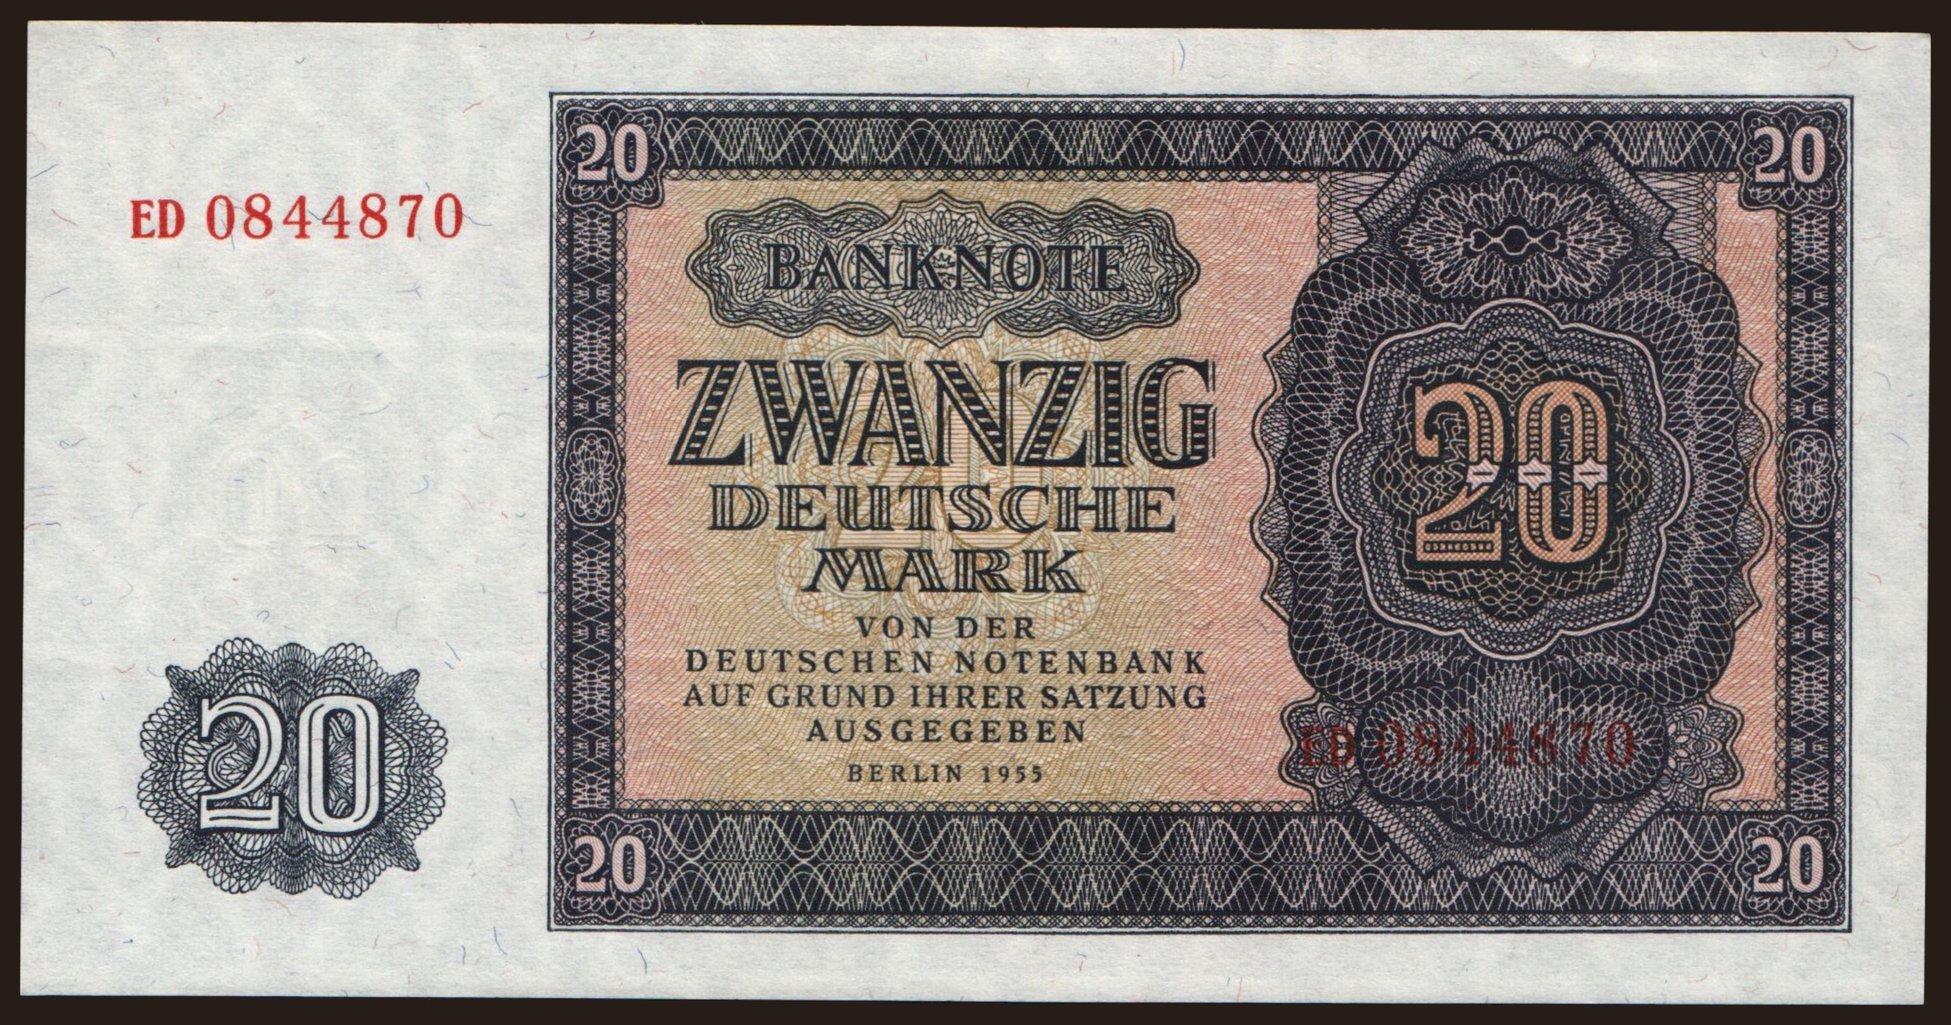 20
20
ED 0844870
BANKNOTE
ZWANZIG
DEUTSCHE
MARK
20
VON DER
DEUTSCHEN NOTENBANK
AUF GRUND IHRER SATZUNG
AUSGEGEBEN
BERLIN 1955
ED 0844870
20
20
20